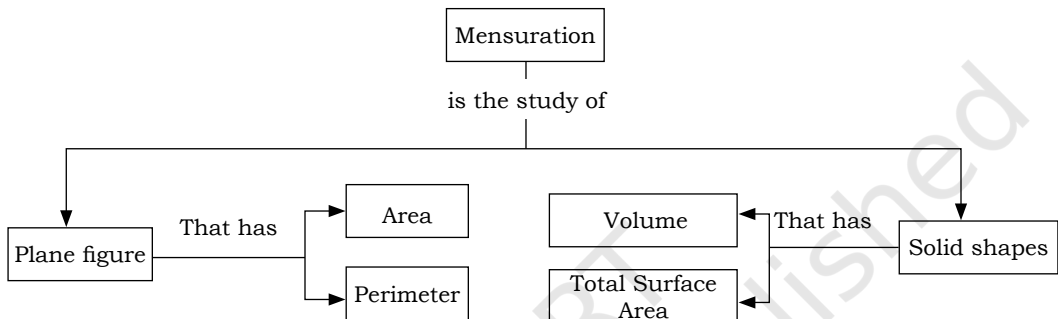 Mensuration
is the study of
That has
Area
Volume
That has
Plane figure
Solid shapes
Perimeter
Total Surface
Area